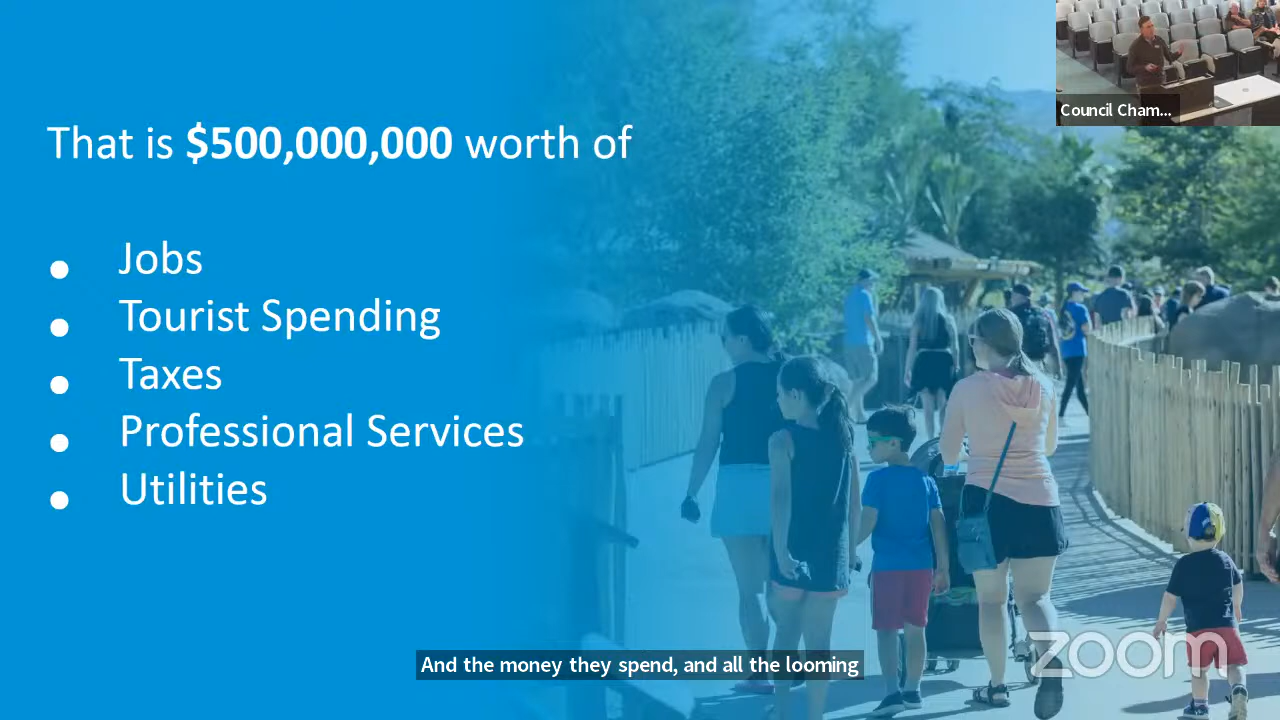 Council Cham...
That is $500,000,000 worth of
Jobs
Tourist Spending
Taxes
Professional Services
Utilities
And the money they spend, and all the looming
zoom